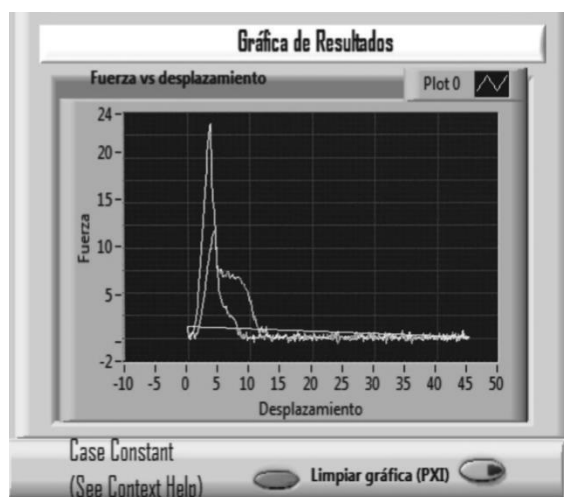 Gráfica de Resultados
Fuerza vs desplazamiento
Plot 0
24
20
15
10
5
-2
Fuerza
-10 -5 0 5 10 15 20 25 30 35 40 45 50
Desplazamiento
Case Constant
(See Context Help)
Limpiar gráfica (PXI)